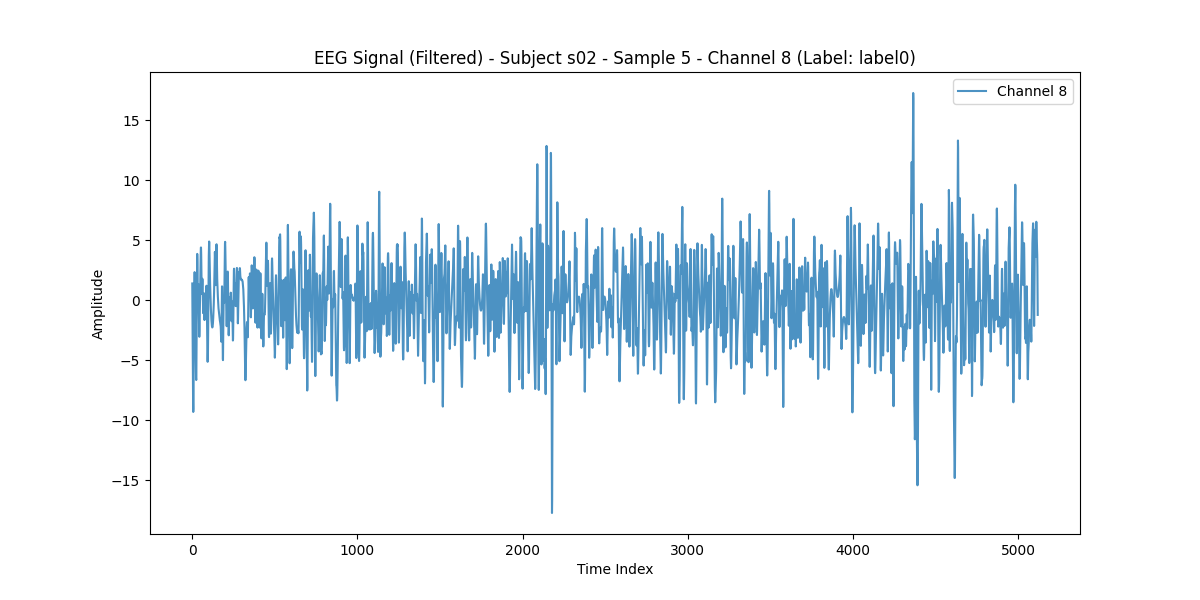 EEG Signal (Filtered) - Subject s02 - Sample 5 - Channel 8 (Label: label0)
Channel 8
Amplitude
15
10
5
0
−5
−10
−15
0 1000 2000 3000 4000 5000
Time Index